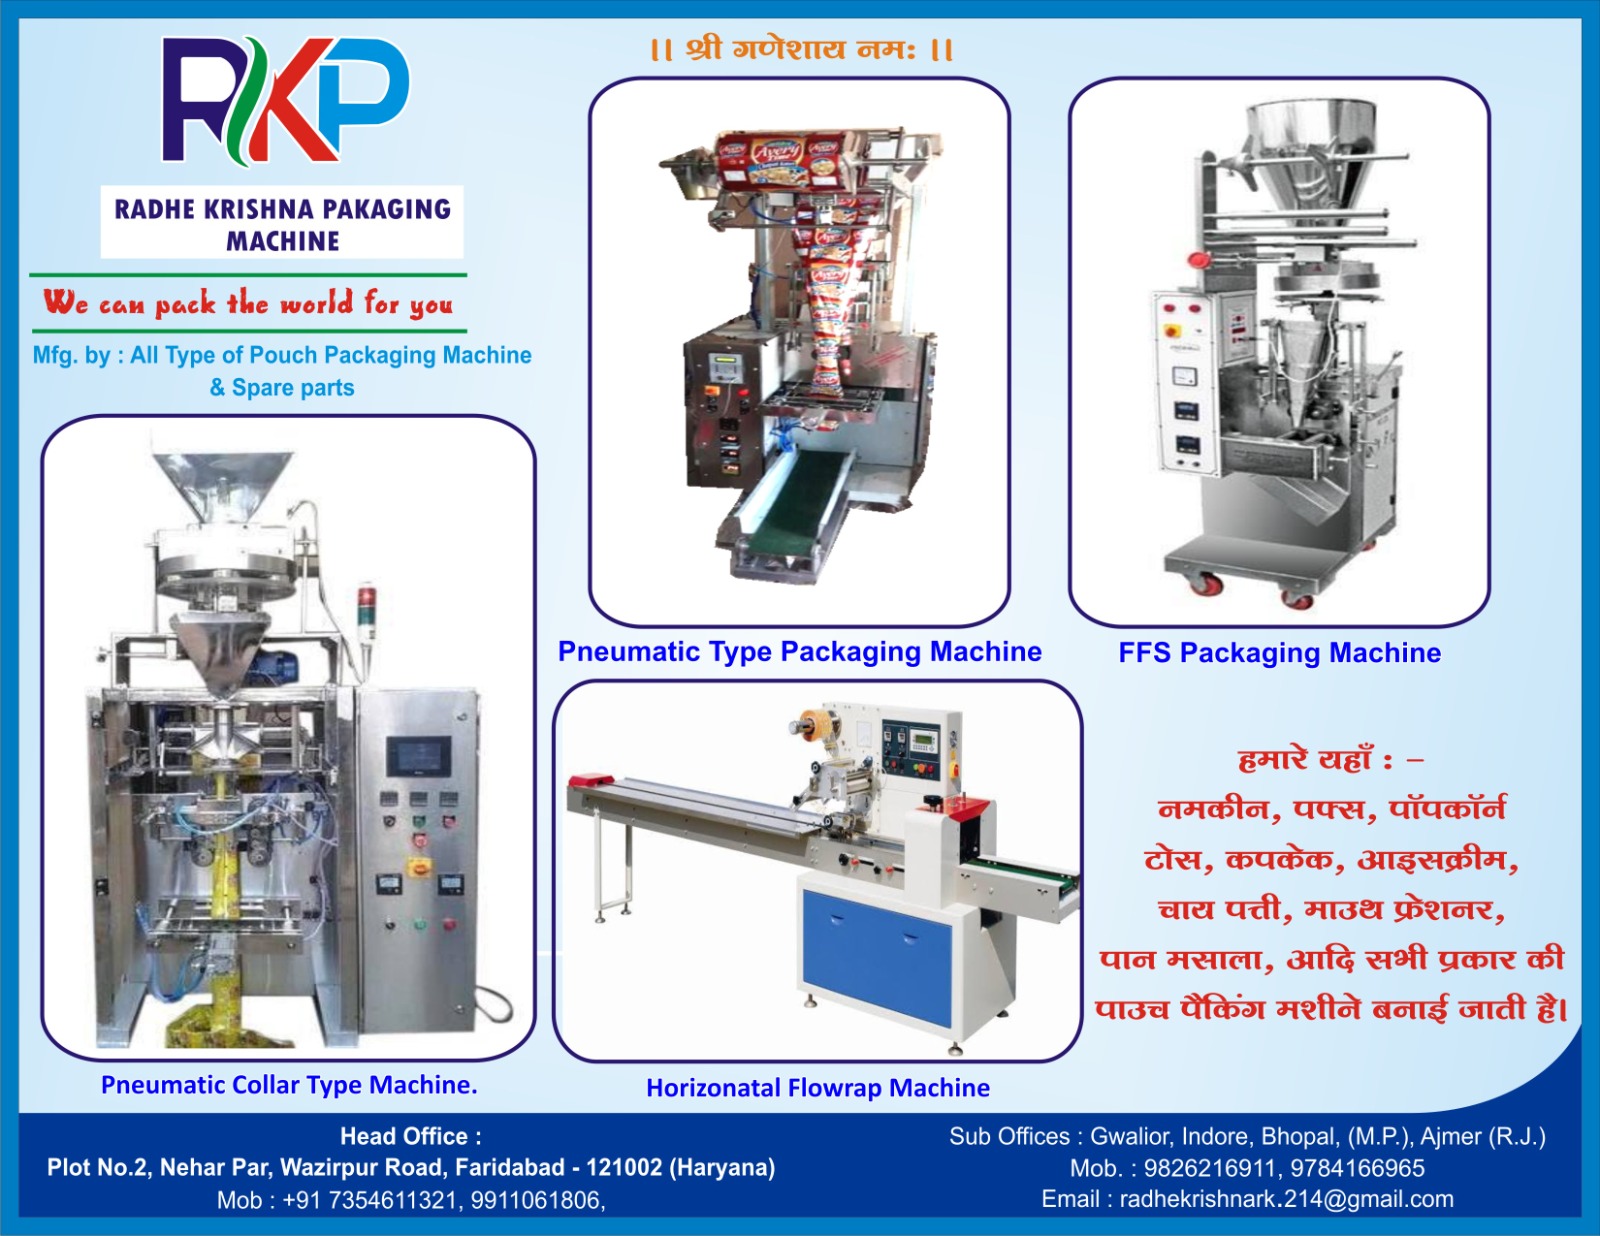 ।। श्री गणेशाय नम: ।।
RKP
RADHE KRISHNA PAKAGING
MACHINE
We can pack the world for you
Mfg. by : All Type of Pouch Packaging Machine
& Spare parts
Avery
Time
Pneumatic Type Packaging Machine
FFS Packaging Machine
Pneumatic Collar Type Machine.
Horizonatal Flowrap Machine
हमारे यहाँ : –
नमकीन, पफ्स, पॉपकॉर्न
टोस, कपकेक, आइसक्रीम,
चाय पत्ती, माउथ फ्रेशनर,
पान मसाला, आदि सभी प्रकार की
पाउच पैकिंग मशीने बनाई जाती है।
Head Office :
Plot No.2, Nehar Par, Wazirpur Road, Faridabad - 121002 (Haryana)
Mob : +91 7354611321, 9911061806,
Sub Offices : Gwalior, Indore, Bhopal, (M.P.), Ajmer (R.J.)
Mob. : 9826216911, 9784166965
Email : radhekrishnark.214@gmail.com